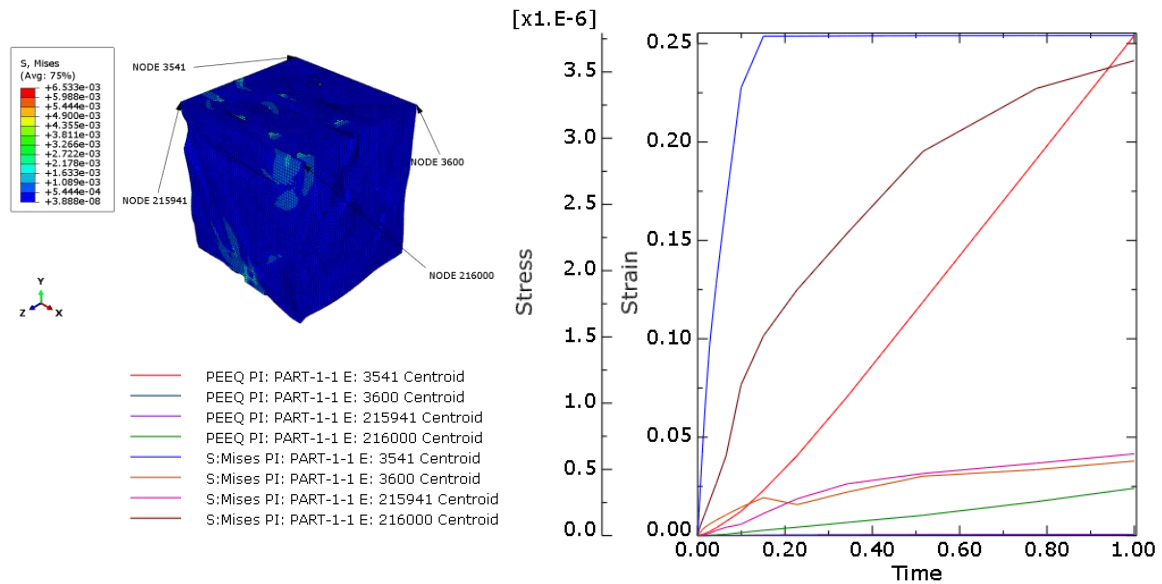 S, Mises
(Avg: 75%)
+6.533e-03
+5.988e-03
+5.444e-03
+4.900e-03
+4.355e-03
+3.811e-03
+3.266e-03
+2.722e-03
+2.178e-03
+1.633e-03
+1.089e-03
+5.444e-04
+3.888e-08
NODE 3541
NODE 3600
NODE 215941
NODE 216000
Y
Z
X
PEEQ PI: PART-1-1 E: 3541 Centroid
PEEQ PI: PART-1-1 E: 3600 Centroid
PEEQ PI: PART-1-1 E: 215941 Centroid
PEEQ PI: PART-1-1 E: 216000 Centroid
S:Mises PI: PART-1-1 E: 3541 Centroid
S:Mises PI: PART-1-1 E: 3600 Centroid
S:Mises PI: PART-1-1 E: 215941 Centroid
S:Mises PI: PART-1-1 E: 216000 Centroid
[x1.E-6]
Stress
3.5
3.0
2.5
2.0
1.5
1.0
0.5
0.0
Strain
0.25
0.20
0.15
0.10
0.05
0.00
0.00 0.20 0.40 0.60 0.80 1.00
Time